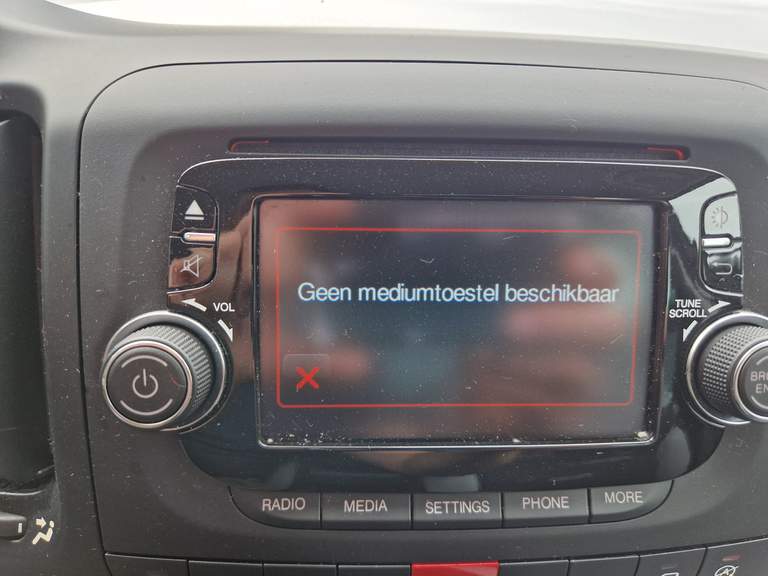 VOL
Geen mediumtoestel beschikbaar
TUNE
SCROLL
RADIO
MEDIA
SETTINGS
PHONE
MORE